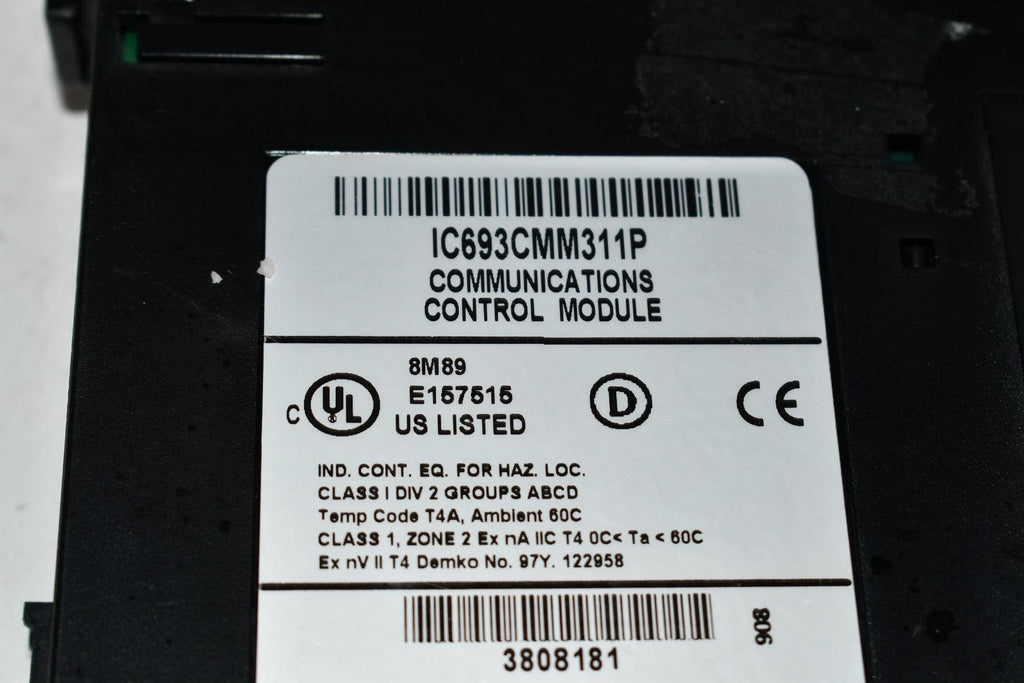 IC693CMM311P
COMMUNICATIONS
CONTROL MODULE
8M89
E157515
C UL US LISTED
D
CE
IND. CONT. EQ. FOR HAZ. LOC.
CLASS I DIV 2 GROUPS ABCD
Temp Code T4A, Ambient 60C
CLASS 1, ZONE 2 Ex nA IIC T4 0C< Ta < 60C
Ex nV II T4 Demko No. 97Y. 122958
908
3808181